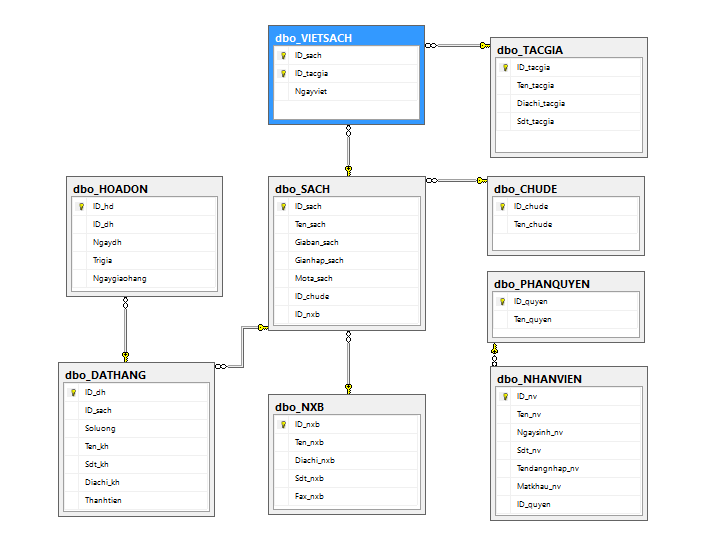 dbo_VIETSACH
ID_sach
ID_tacgia
Ngayviet
dbo_TACGIA
ID_tacgia
Ten_tacgia
Diachi_tacgia
Sdt_tacgia
dbo_HOADON
ID_hd
ID_dh
Ngaydh
Trigia
Ngaygiaohang
dbo_SACH
ID_sach
Ten_sach
Giaban_sach
Gianhap_sach
Mota_sach
ID_chude
ID_nxb
dbo_CHUDE
ID_chude
Ten_chude
dbo_PHANQUYEN
ID_quyen
Ten_quyen
dbo_DATHANG
ID_dh
ID_sach
Soluong
Ten_kh
Sdt_kh
Diachi_kh
Thanhtien
dbo_NXB
ID_nxb
Ten_nxb
Diachi_nxb
Sdt_nxb
Fax_nxb
dbo_NHANVIEN
ID_nv
Ten_nv
Ngaysinh_nv
Sdt_nv
Tendangnhap_nv
Matkhau_nv
ID_quyen